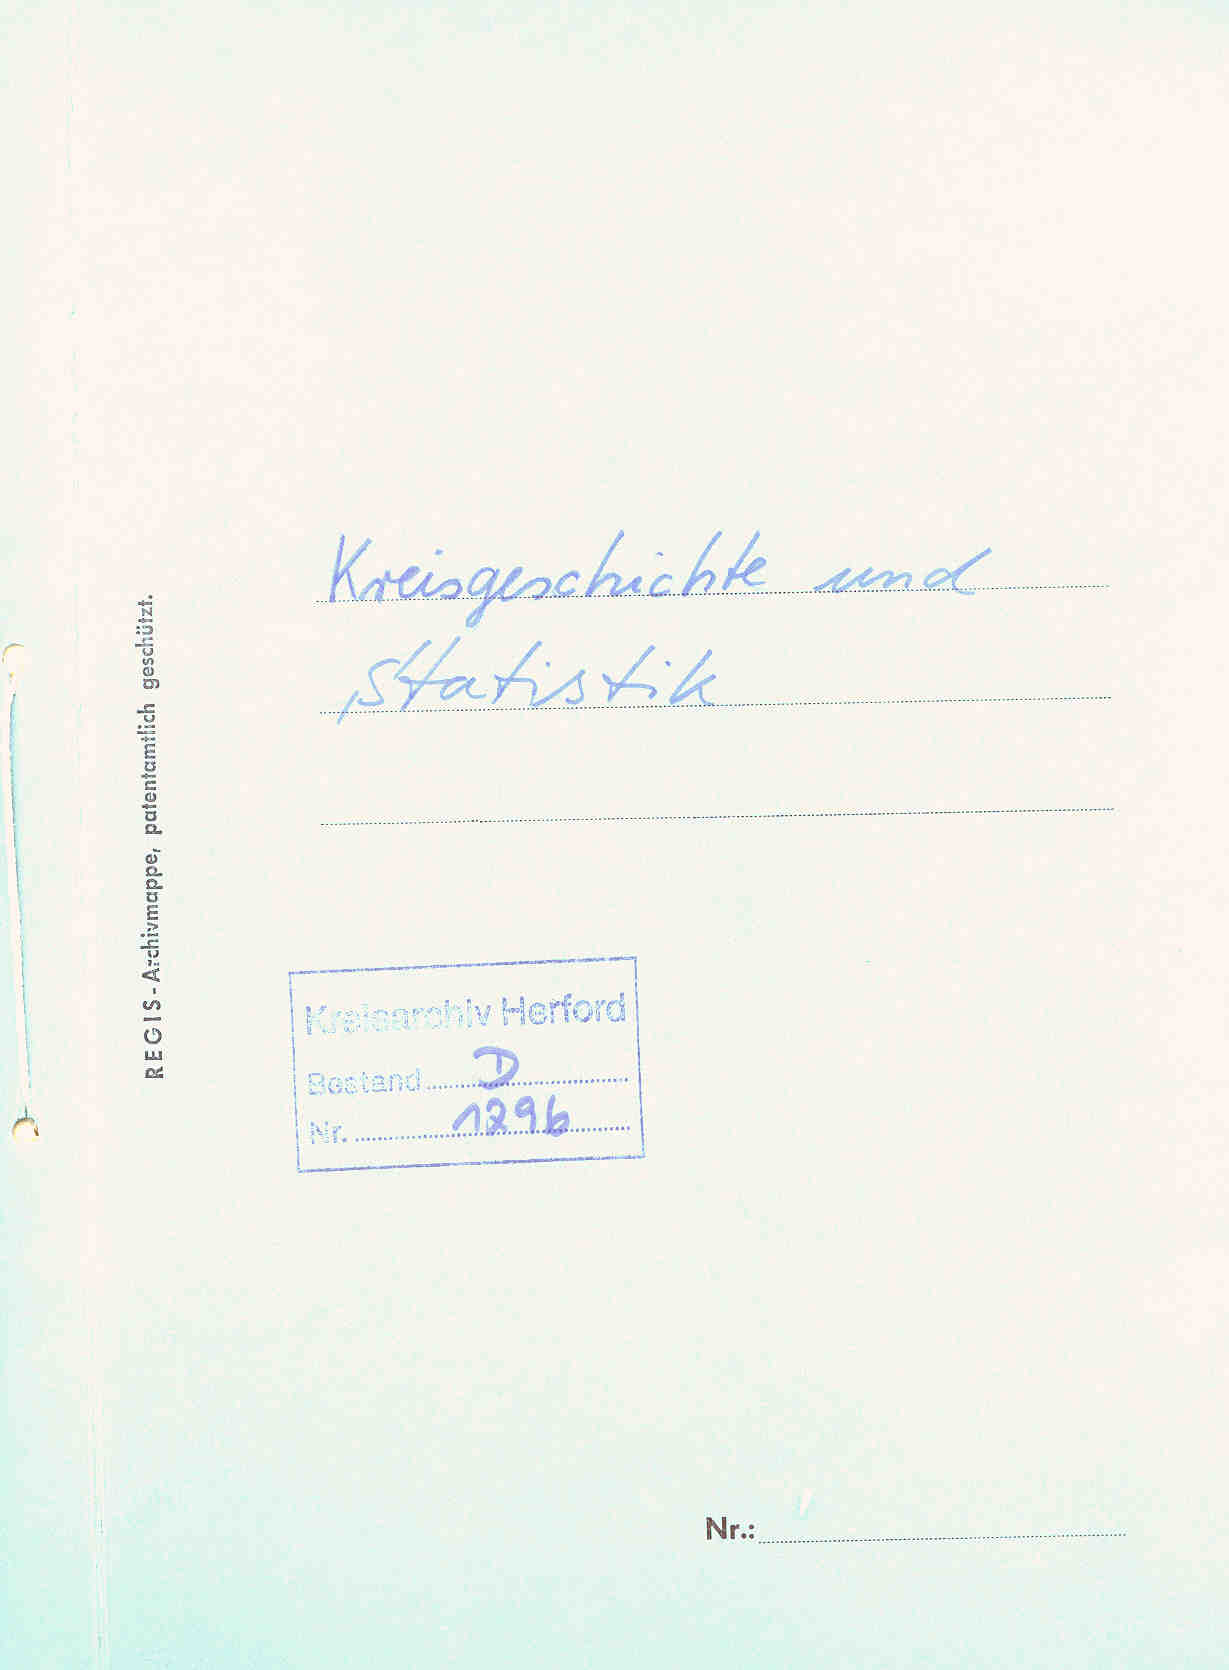 Kreisgeschichte und
Statistik
REGIS-Archivmappe, patentamtlich geschützt.
Kreisarchiv Herford
Bestand D
Nr. 1296
Nr.: